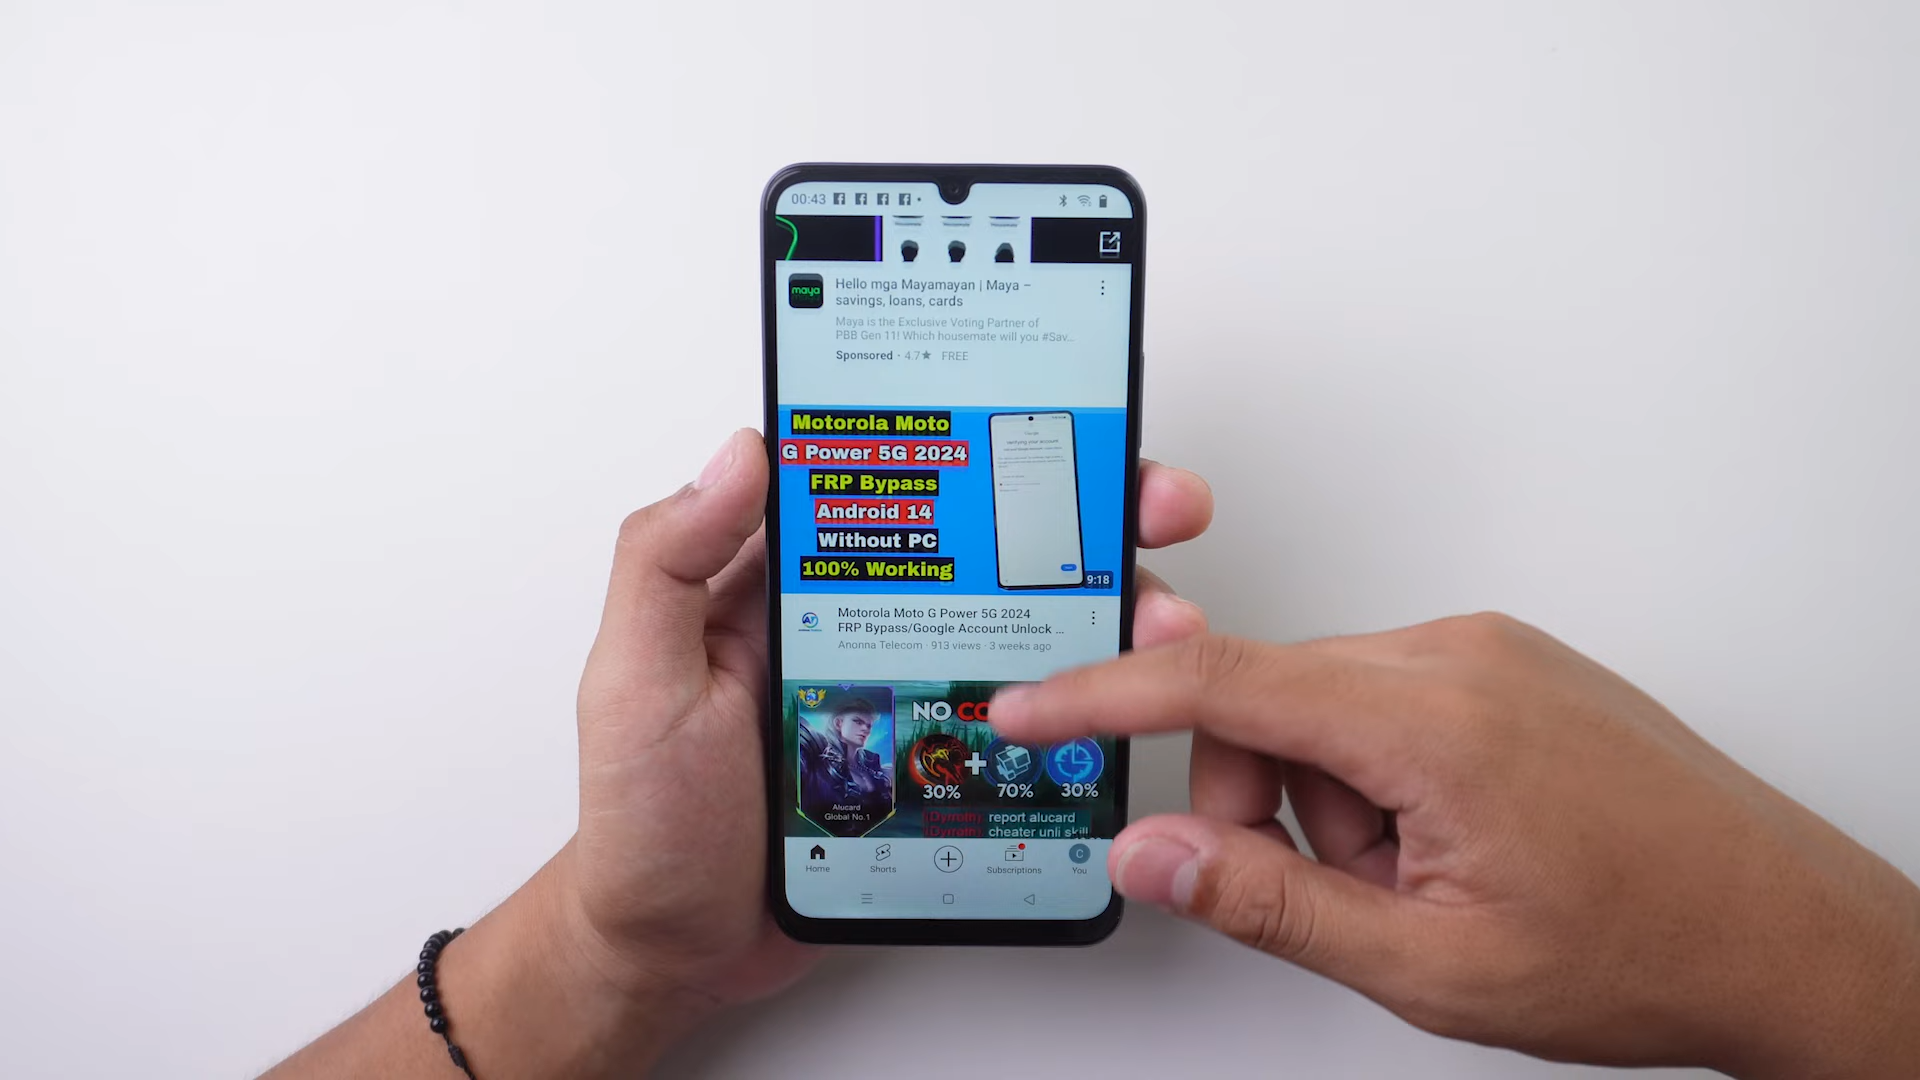 00:43
maya
Hello mga Mayamayan | Maya –
savings, loans, cards
Maya is the Exclusive Voting Partner of
PBB Gen 11! Which housemate will you #Sav...
Sponsored · 4.7★ FREE
Motorola Moto
G Power 5G 2024
FRP Bypass
Android 14
Without PC
100% Working
9:18
Motorola Moto G Power 5G 2024
FRP Bypass/Google Account Unlock ...
Anonna Telecom · 913 views · 3 weeks ago
NO
30% + 70% 30%
Alucard
Global No.1
(Dyrroth) report alucard
(Dyrroth) cheater unli skill
Home
Shorts
Subscriptions
C
You